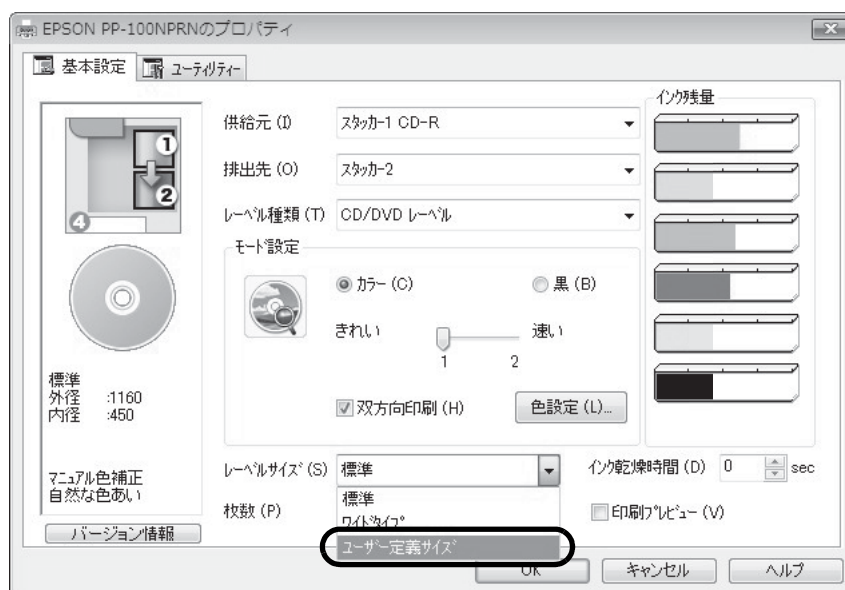 EPSON PP-100NPRNのプロパティ
基本設定
ユーティリティー
1
2
4
標準
外径 :1160
内径 :450
マニュアル色補正
自然な色あい
バージョン情報
供給元 (I) スタッカー1 CD-R
排出先 (O) スタッカー2
レーベル種類 (T) CD/DVD レーベル
モード設定
カラー (C) 黒 (B)
きれい 速い
1 2
双方向印刷 (H) 色設定 (L)...
レーベルサイズ (S) 標準
標準
ワイドタイプ
ユーザー定義サイズ
枚数 (P)
インク残量
インク乾燥時間 (D) 0 sec
印刷プレビュー (V)
OK キャンセル ヘルプ